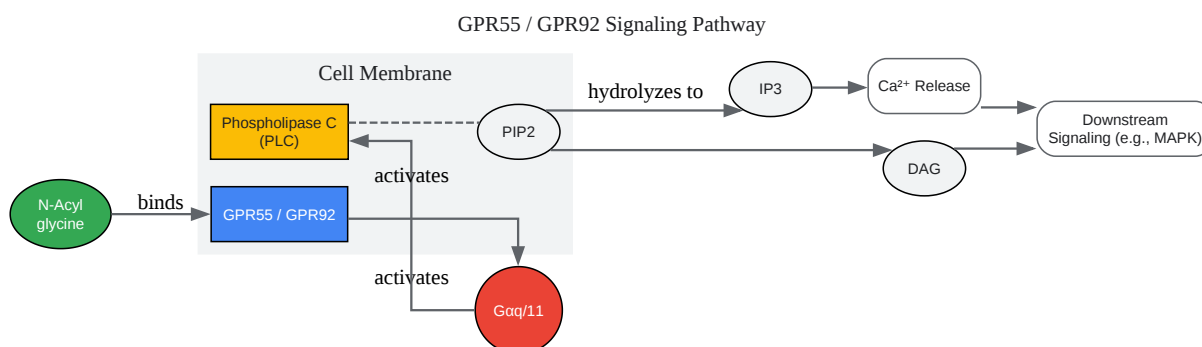 GPR55 / GPR92 Signaling Pathway
Cell Membrane
hydrolyzes to
IP3
Ca²⁺ Release
Phospholipase C
(PLC)
PIP2
Downstream
Signaling (e.g., MAPK)
activates
DAG
N-Acyl
glycine
binds
GPR55 / GPR92
activates
Gαq/11